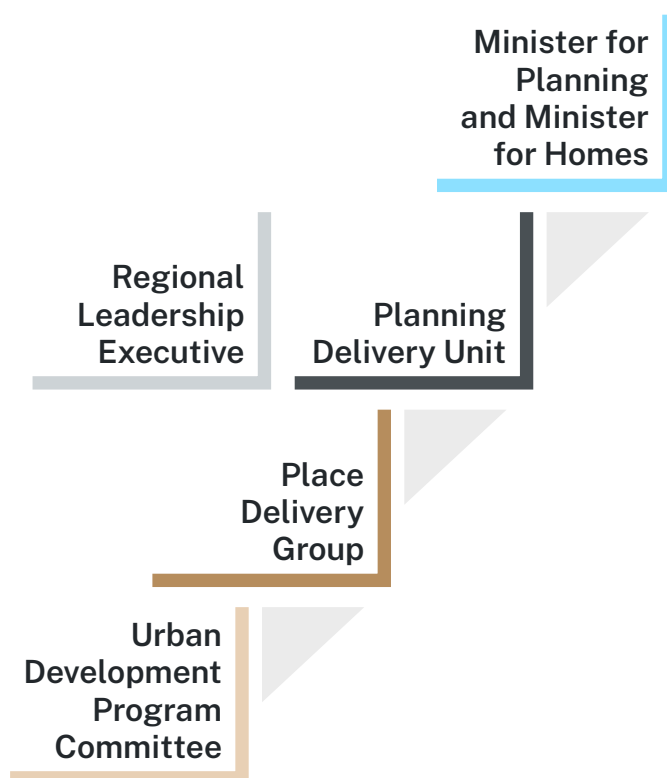 Minister for
Planning
and Minister
for Homes
Regional
Leadership
Executive
Planning
Delivery Unit
Place
Delivery
Group
Urban
Development
Program
Committee